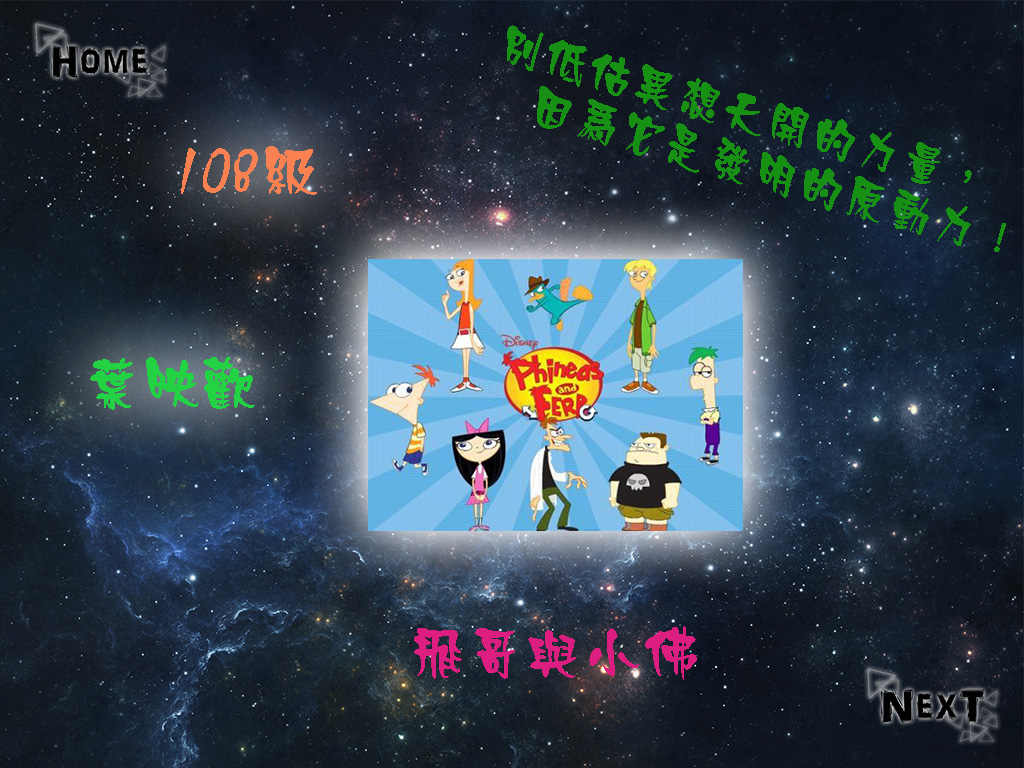 HOME
別低估異想天開的力量，
因為它是發明的原動力！
108級
葉映歡
Disney
Phineas
and
FERB
飛哥與小佛
NEXT